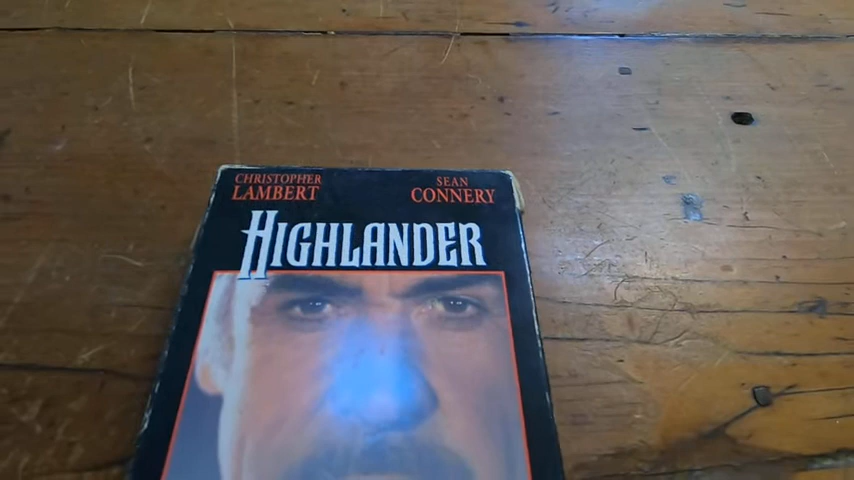 CHRISTOPHER
LAMBERT
SEAN
CONNERY
HIGHLANDER